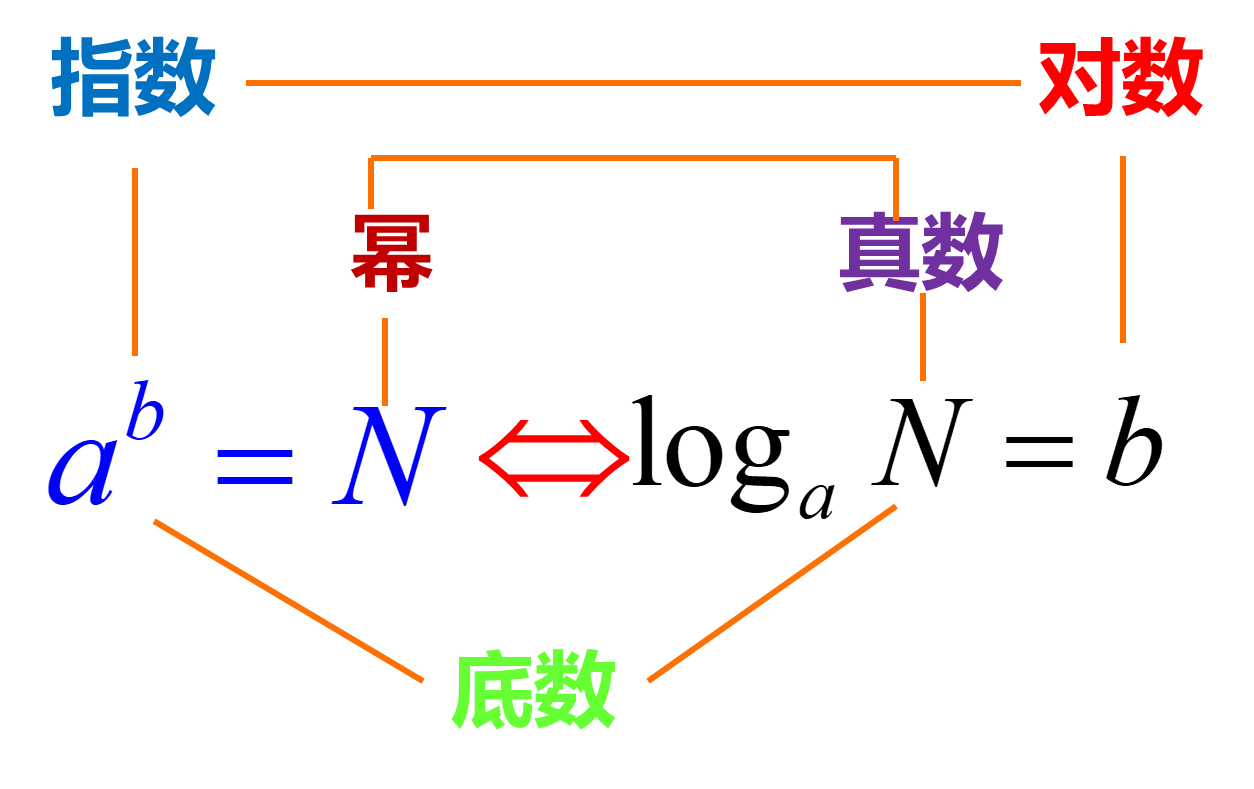 指数 对数
幂 真数
a^b = N ⇔ log_a N = b
底数